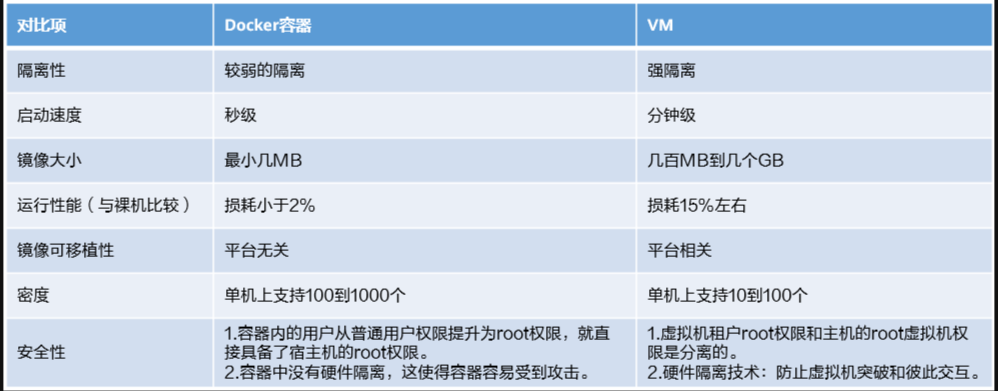 对比项 Docker容器 VM
隔离性 较弱的隔离 强隔离
启动速度 秒级 分钟级
镜像大小 最小几MB 几百MB到几个GB
运行性能（与裸机比较） 损耗小于2% 损耗15%左右
镜像可移植性 平台无关 平台相关
密度 单机上支持100到1000个 单机上支持10到100个
安全性
1.容器内的用户从普通用户权限提升为root权限，就直
接具备了宿主机的root权限。
2.容器中没有硬件隔离，这使得容器容易受到攻击。
1.虚拟机租户root权限和主机的root虚拟机权
限是分离的。
2.硬件隔离技术：防止虚拟机突破和彼此交互。